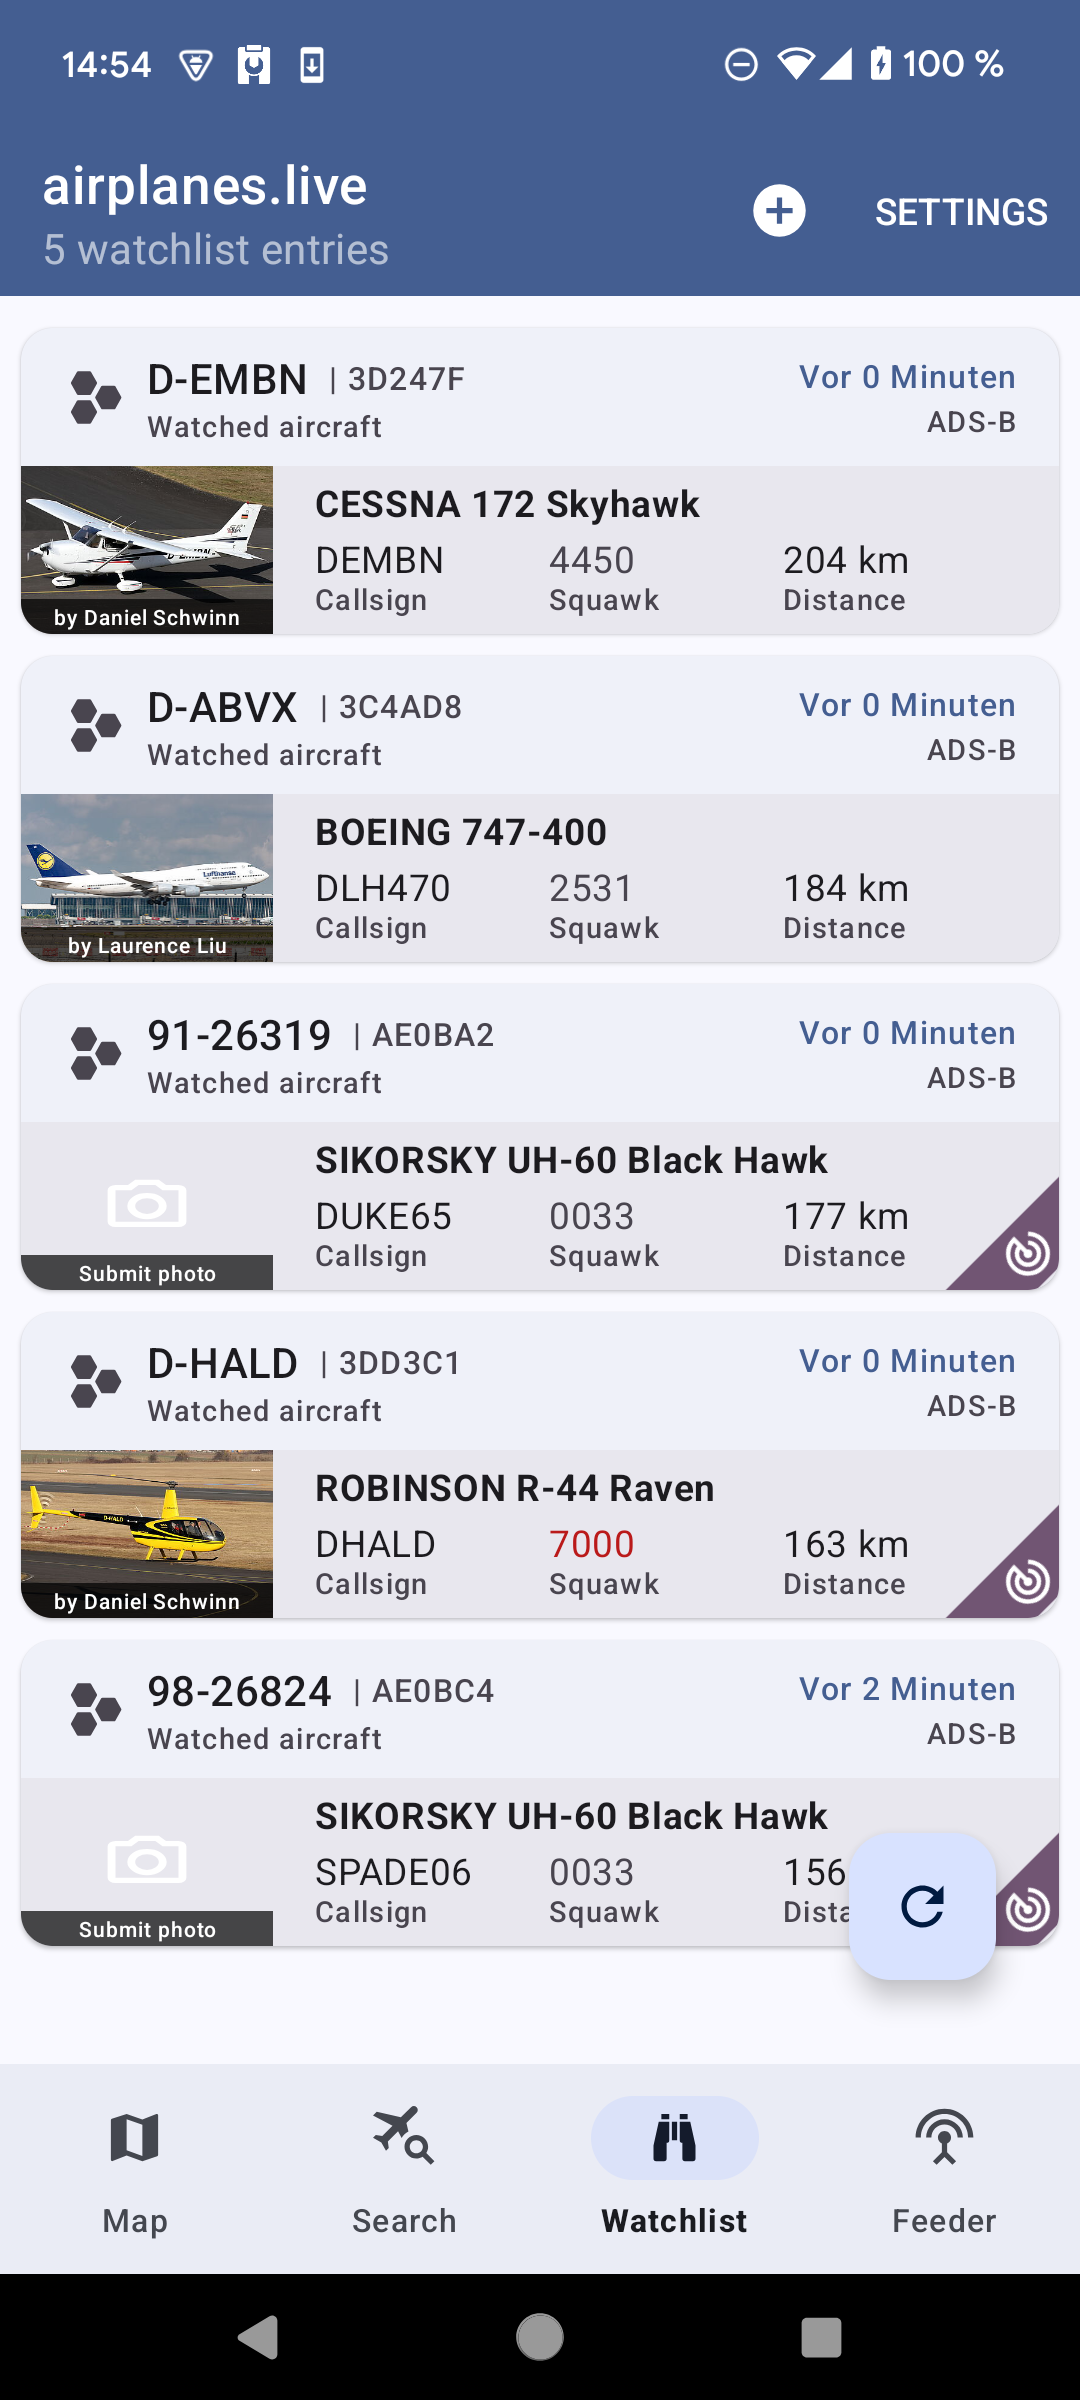 14:54
100 %
airplanes.live
5 watchlist entries
SETTINGS
D-EMBN | 3D247F
Vor 0 Minuten
Watched aircraft
ADS-B
CESSNA 172 Skyhawk
DEMBN 4450 204 km
Callsign Squawk Distance
by Daniel Schwinn
D-ABVX | 3C4AD8
Vor 0 Minuten
Watched aircraft
ADS-B
BOEING 747-400
Lufthansa
DLH470 2531 184 km
Callsign Squawk Distance
by Laurence Liu
91-26319 | AE0BA2
Vor 0 Minuten
Watched aircraft
ADS-B
SIKORSKY UH-60 Black Hawk
DUKE65 0033 177 km
Callsign Squawk Distance
Submit photo
D-HALD | 3DD3C1
Vor 0 Minuten
Watched aircraft
ADS-B
ROBINSON R-44 Raven
D-HALD
DHALD 7000 163 km
Callsign Squawk Distance
by Daniel Schwinn
98-26824 | AE0BC4
Vor 2 Minuten
Watched aircraft
ADS-B
SIKORSKY UH-60 Black Hawk
SPADE06 0033 156
Callsign Squawk Dista
Submit photo
Map
Search
Watchlist
Feeder